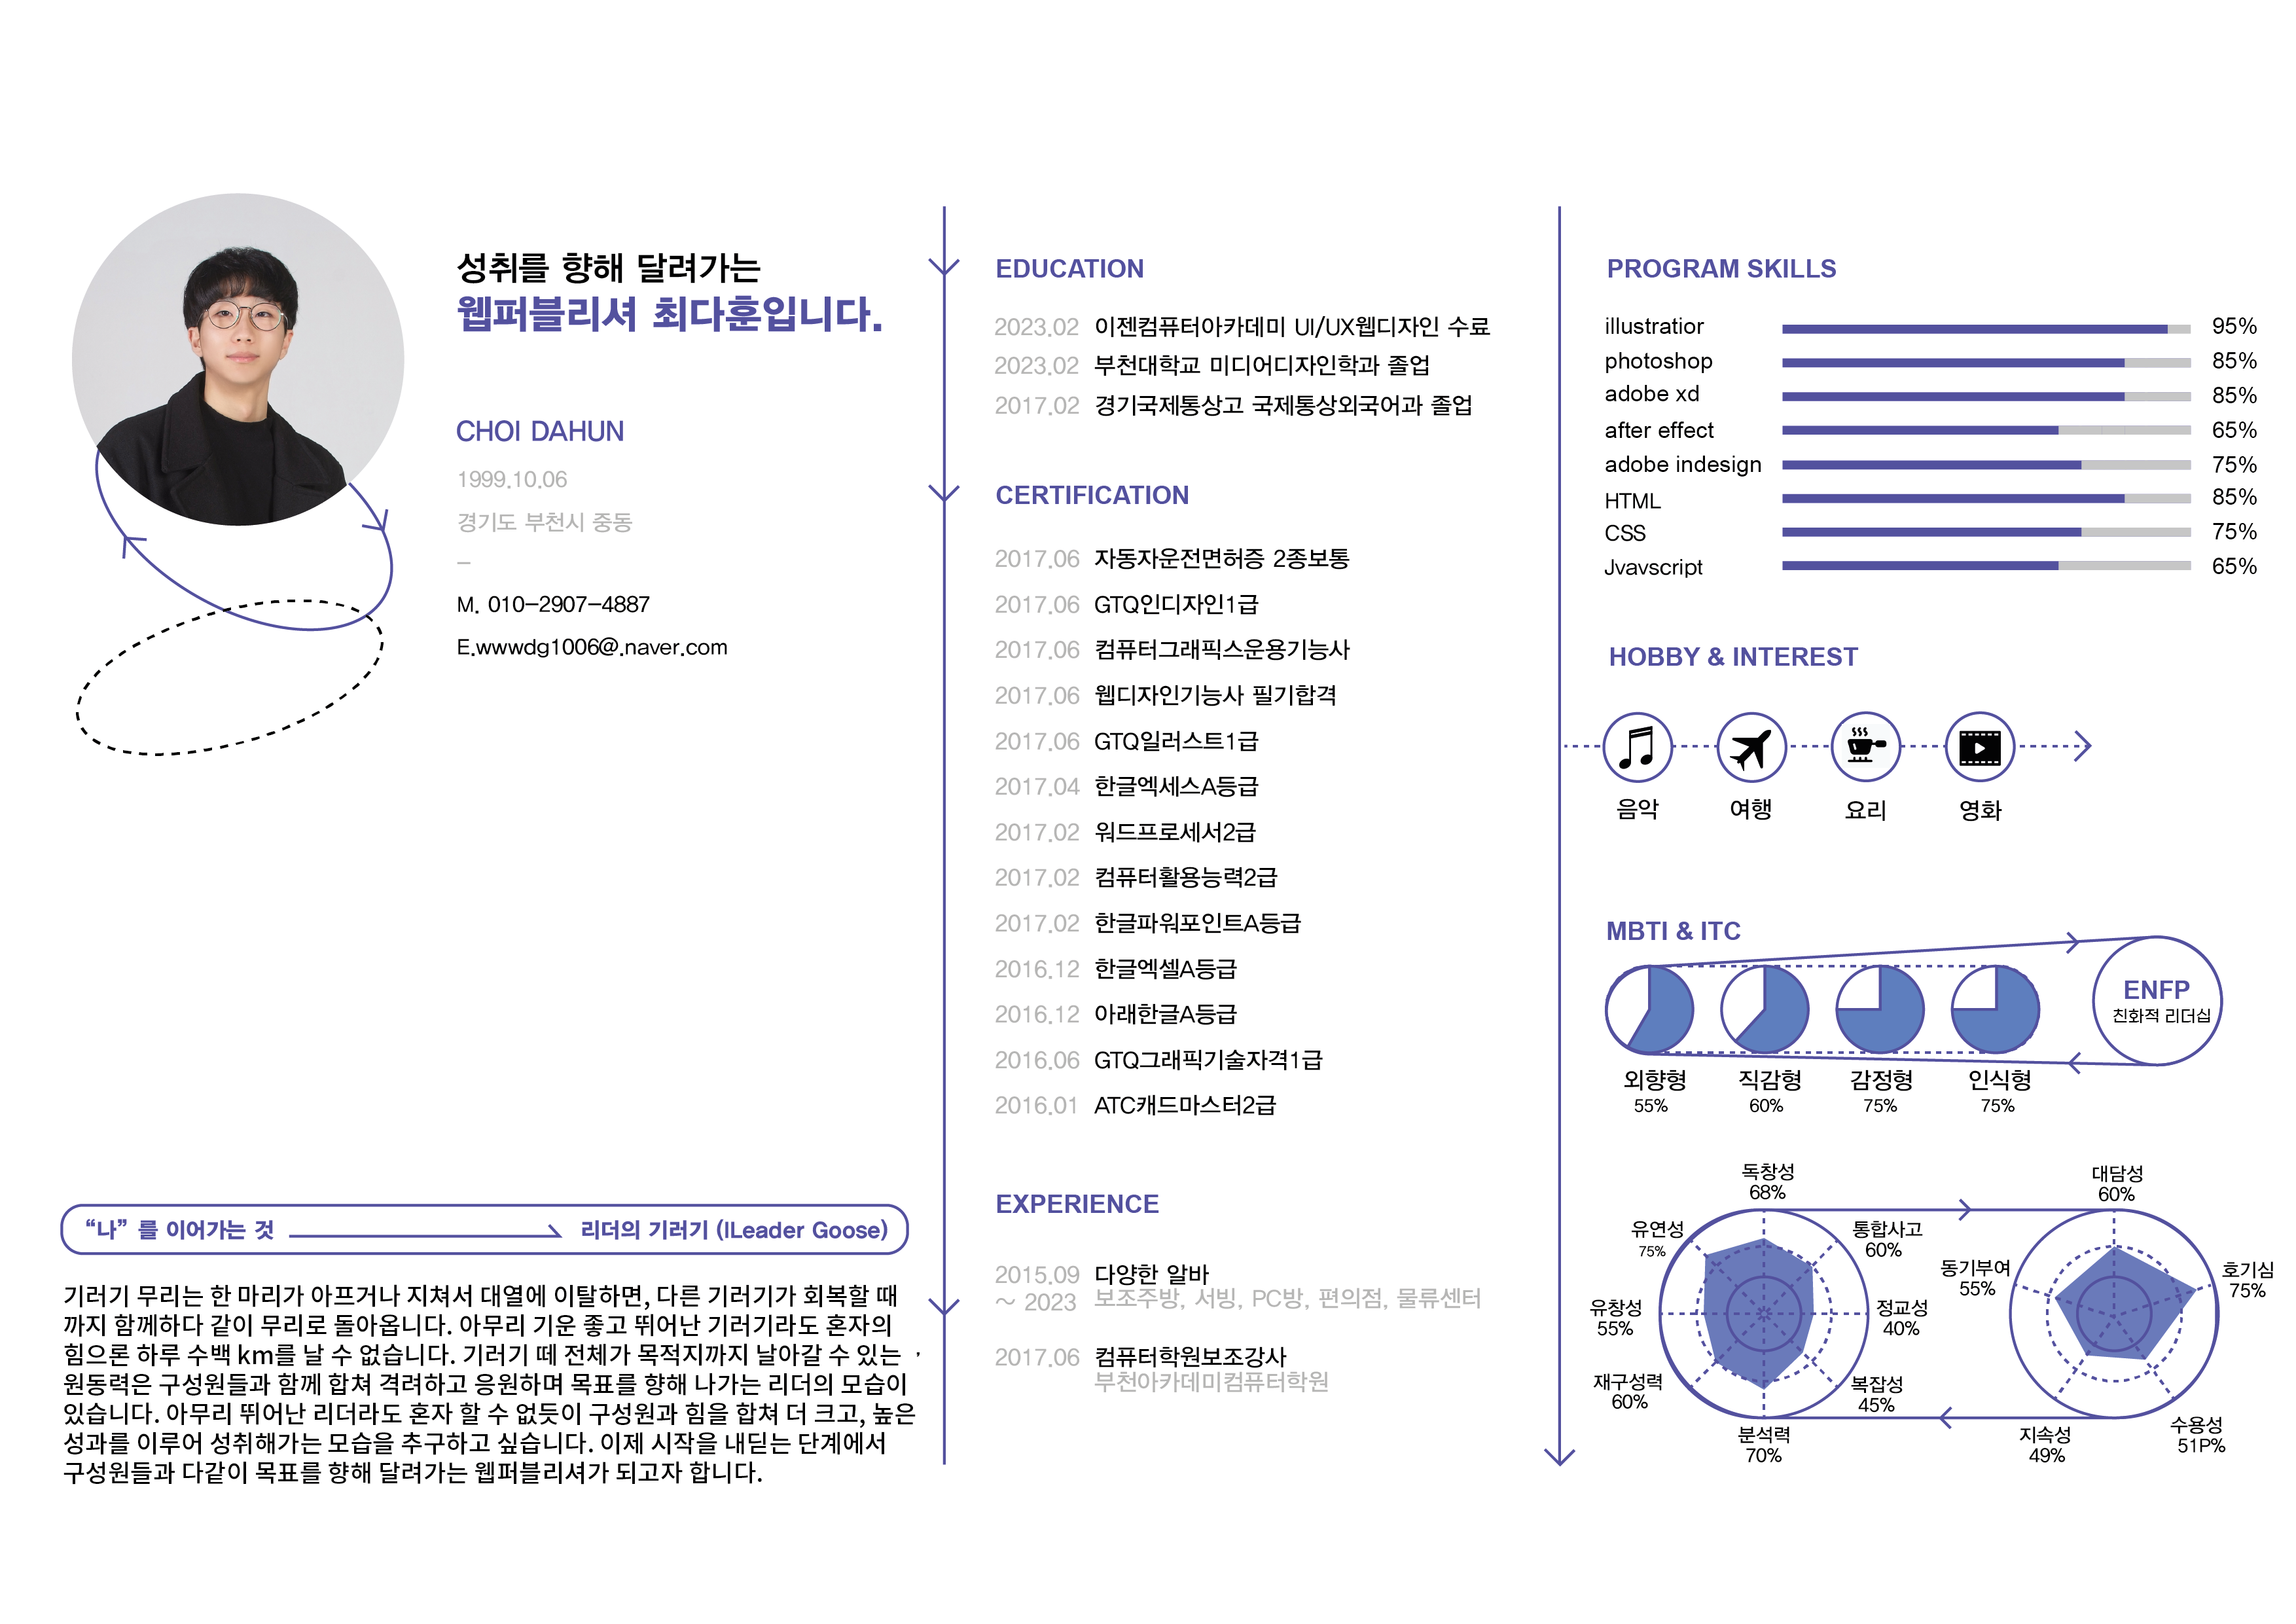 성취를 향해 달려가는
웹퍼블리셔 최다훈입니다.
CHOI DAHUN
1999.10.06
경기도 부천시 중동
–
M. 010-2907-4887
E.wwwdg1006@.naver.com
“나” 를 이어가는 것
리더의 기러기 (lLeader Goose)
기러기 무리는 한 마리가 아프거나 지쳐서 대열에 이탈하면, 다른 기러기가 회복할 때
까지 함께하다 같이 무리로 돌아옵니다. 아무리 기운 좋고 뛰어난 기러기라도 혼자의
힘으론 하루 수백 km를 날 수 없습니다. 기러기 떼 전체가 목적지까지 날아갈 수 있는 ,
원동력은 구성원들과 함께 합쳐 격려하고 응원하며 목표를 향해 나가는 리더의 모습이
있습니다. 아무리 뛰어난 리더라도 혼자 할 수 없듯이 구성원과 힘을 합쳐 더 크고, 높은
성과를 이루어 성취해가는 모습을 추구하고 싶습니다. 이제 시작을 내딛는 단계에서
구성원들과 다같이 목표를 향해 달려가는 웹퍼블리셔가 되고자 합니다.
EDUCATION
2023.02 이젠컴퓨터아카데미 UI/UX웹디자인 수료
2023.02 부천대학교 미디어디자인학과 졸업
2017.02 경기국제통상고 국제통상외국어과 졸업
CERTIFICATION
2017.06 자동자운전면허증 2종보통
2017.06 GTQ인디자인1급
2017.06 컴퓨터그래픽스운용기능사
2017.06 웹디자인기능사 필기합격
2017.06 GTQ일러스트1급
2017.04 한글엑세스A등급
2017.02 워드프로세서2급
2017.02 컴퓨터활용능력2급
2017.02 한글파워포인트A등급
2016.12 한글엑셀A등급
2016.12 아래한글A등급
2016.06 GTQ그래픽기술자격1급
2016.01 ATC캐드마스터2급
EXPERIENCE
2015.09 다양한 알바
~ 2023 보조주방, 서빙, PC방, 편의점, 물류센터
2017.06 컴퓨터학원보조강사
부천아카데미컴퓨터학원
PROGRAM SKILLS
illustratior 95%
photoshop 85%
adobe xd 85%
after effect 65%
adobe indesign 75%
HTML 85%
CSS 75%
Jvavscript 65%
HOBBY & INTEREST
음악 여행 요리 영화
MBTI & ITC
ENFP
친화적 리더십
외향형 직감형 감정형 인식형
55% 60% 75% 75%
독창성
68%
통합사고
60%
정교성
40%
복잡성
45%
분석력
70%
재구성력
60%
유창성
55%
유연성
75%
대담성
60%
호기심
75%
수용성
51P%
지속성
49%
동기부여
55%